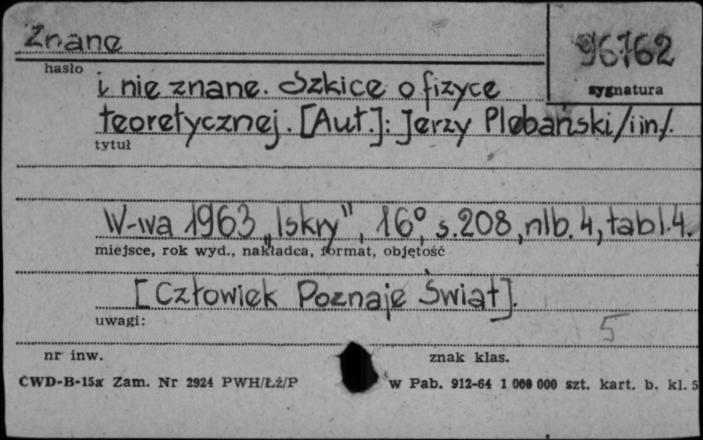 Znane
96762
hasło
sygnatura
i nie znane. Szkice o fizyce
teoretycznej. [Aut.]: Jerzy Plebański /i in/.
tytuł
W-wa 1963 „Iskry", 16°, s. 208, nlb. 4, tabl. 4.
miejsce, rok wyd., nakładca, format, objętość
[Człowiek Poznaje Świat].
uwagi:
5
nr inw.
znak klas.
CWD-B-15a Zam. Nr 2924 PWH/Łż/P
w Pab. 912-64 1 000 000 szt. kart. b. kl. 5